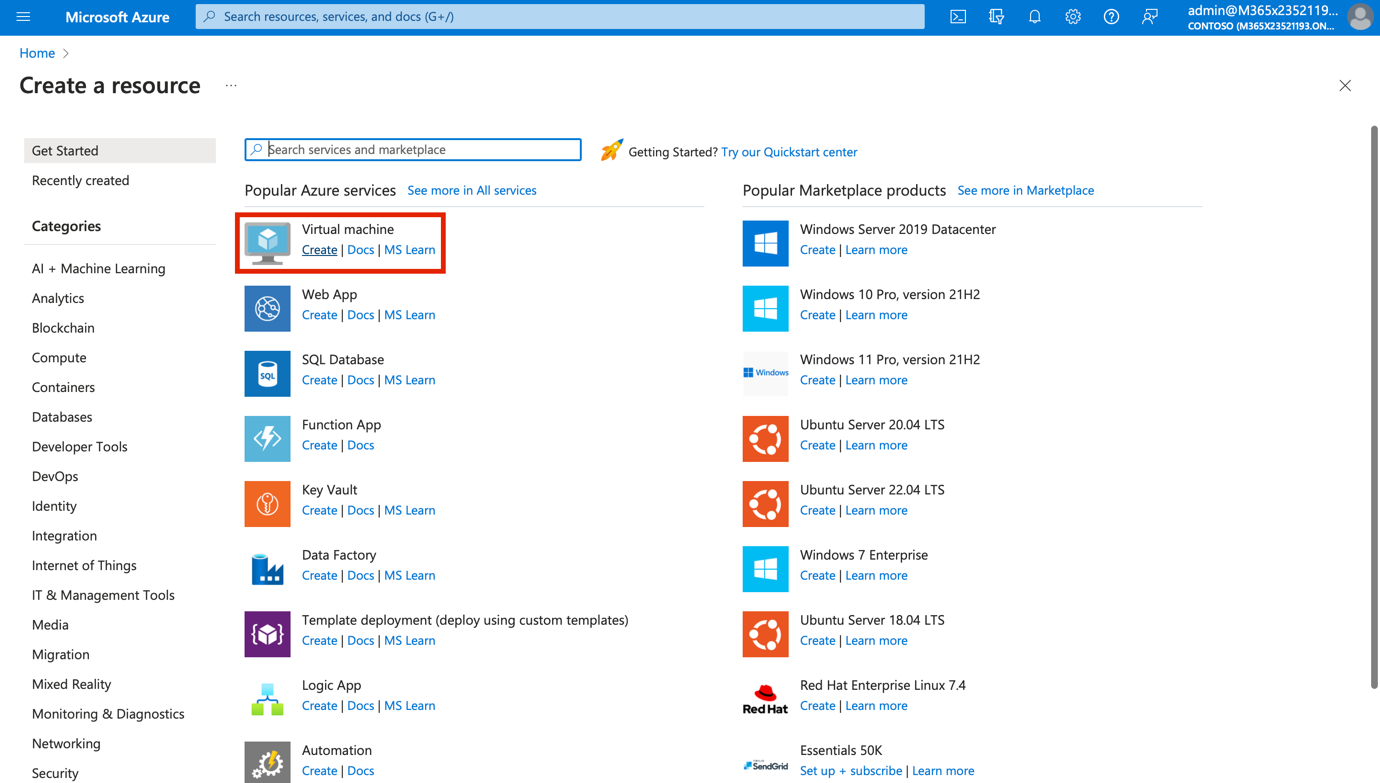 Microsoft Azure
Search resources, services, and docs (G+/)
admin@M365x2352119...
CONTOSO (M365X23521193.ON...
Home
Create a resource
...
Get Started
Recently created
Categories
AI + Machine Learning
Analytics
Blockchain
Compute
Containers
Databases
Developer Tools
DevOps
Identity
Integration
Internet of Things
IT & Management Tools
Media
Migration
Mixed Reality
Monitoring & Diagnostics
Networking
Security
Search services and marketplace
Getting Started? Try our Quickstart center
Popular Azure services See more in All services
Virtual machine
Create | Docs | MS Learn
Web App
Create | Docs | MS Learn
SQL
SQL Database
Create | Docs | MS Learn
Function App
Create | Docs
Key Vault
Create | Docs | MS Learn
Data Factory
Create | Docs | MS Learn
Template deployment (deploy using custom templates)
Create | Docs | MS Learn
Logic App
Create | Docs | MS Learn
Automation
Create | Docs
Popular Marketplace products See more in Marketplace
Windows Server 2019 Datacenter
Create | Learn more
Windows 10 Pro, version 21H2
Create | Learn more
Windows
Windows 11 Pro, version 21H2
Create | Learn more
Ubuntu Server 20.04 LTS
Create | Learn more
Ubuntu Server 22.04 LTS
Create | Learn more
Windows 7 Enterprise
Create | Learn more
Ubuntu Server 18.04 LTS
Create | Learn more
Red Hat
Red Hat Enterprise Linux 7.4
Create | Learn more
SendGrid
Essentials 50K
Set up + subscribe | Learn more